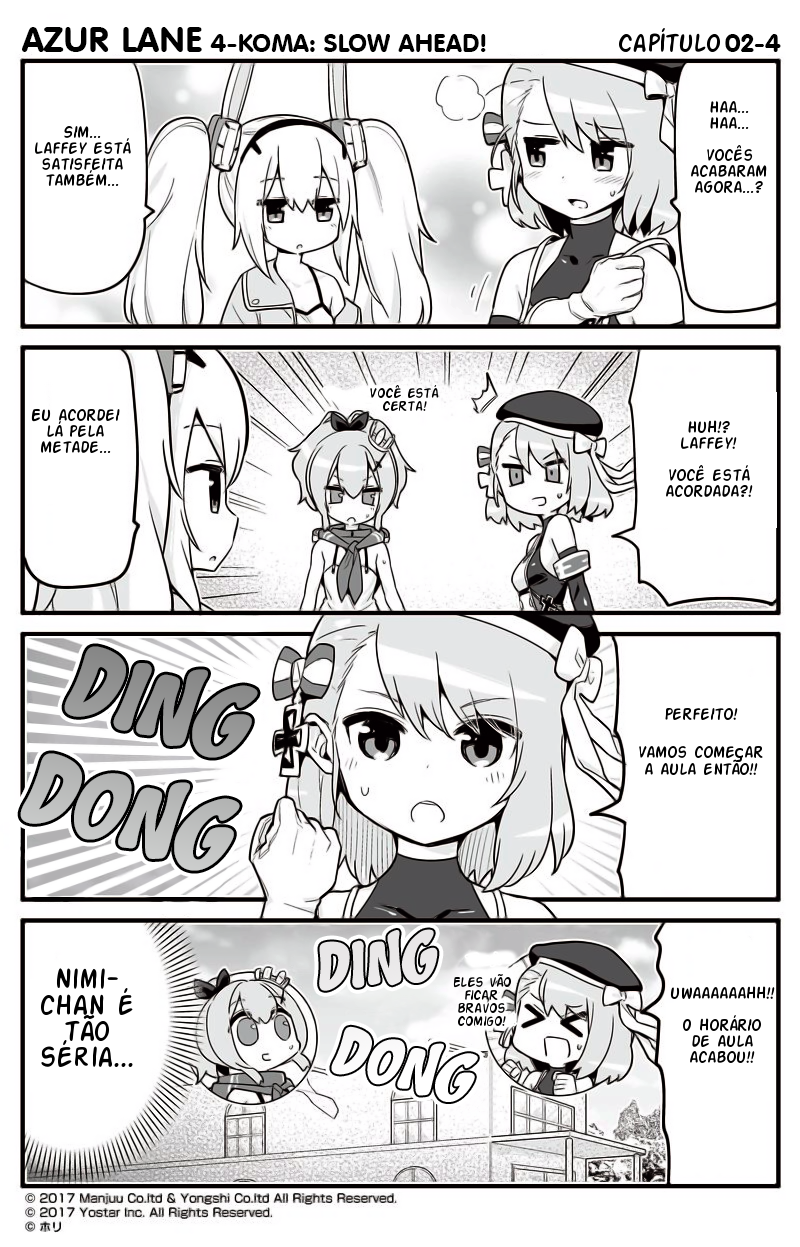 AZUR LANE 4-KOMA: SLOW AHEAD! CAPÍTULO 02-4
HAA...
HAA...
VOCÊS
ACABARAM
AGORA...?
SIM...
LAFFEY ESTÁ
SATISFEITA
TAMBÉM...
HUH!?
LAFFEY!
VOCÊ ESTÁ
ACORDADA?!
VOCÊ ESTÁ
CERTA!
EU ACORDEI
LÁ PELA
METADE...
PERFEITO!
VAMOS COMEÇAR
A AULA ENTÃO!!
DING
DONG
UWAAAAAAHH!!
O HORÁRIO
DE AULA
ACABOU!!
ELES VÃO
FICAR
BRAVOS
COMIGO!
DING
DONG
NIMI-
CHAN É
TÃO
SÉRIA...
© 2017 Manjuu Co.ltd & Yongshi Co.ltd All Rights Reserved.
© 2017 Yostar Inc. All Rights Reserved.
© ホリ